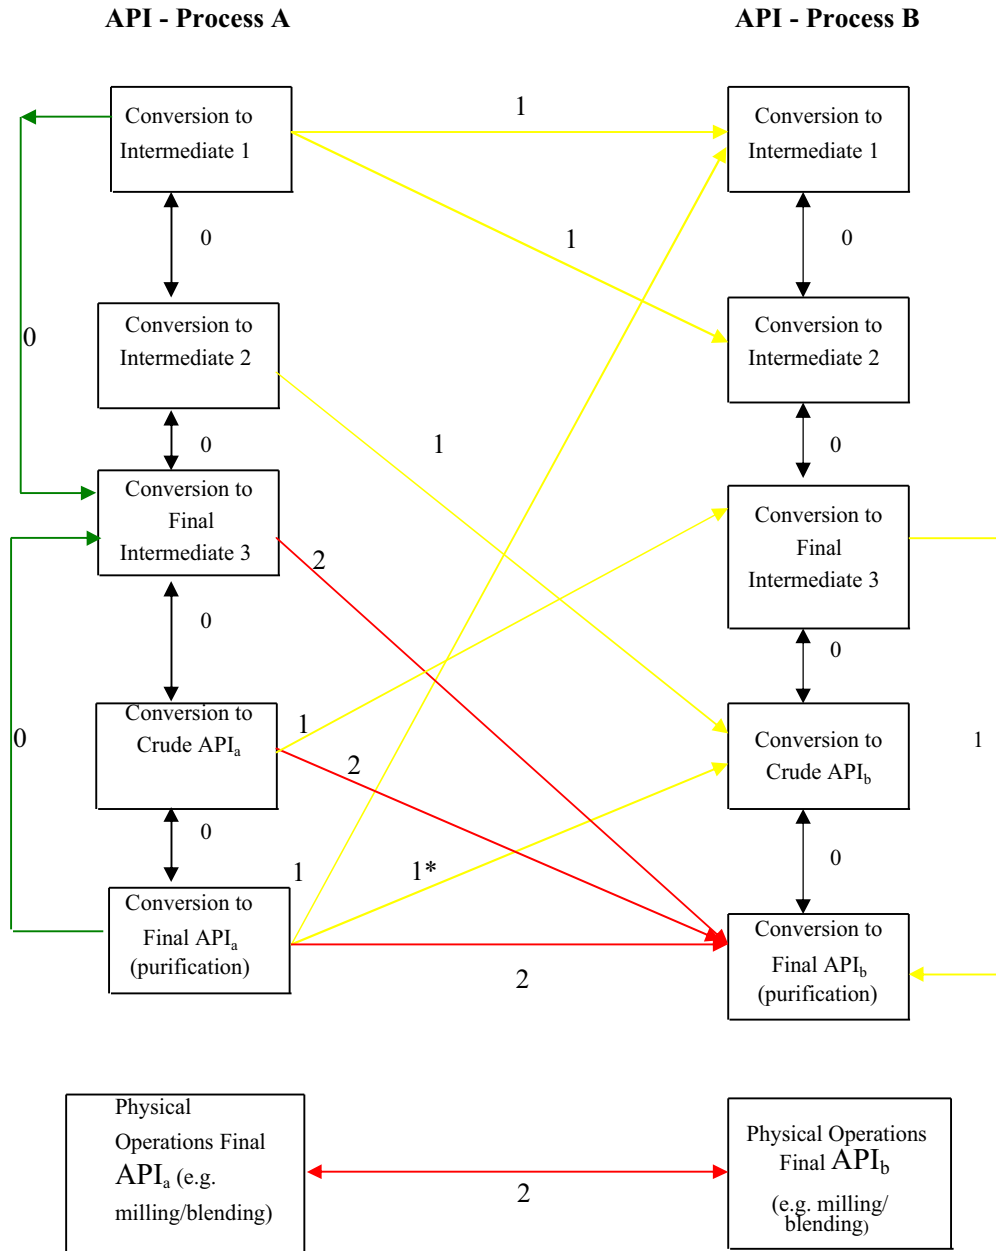 API - Process A
API - Process B
Conversion to
Intermediate 1
1
Conversion to
Intermediate 1
0
1
0
Conversion to
Intermediate 2
0
Conversion to
Intermediate 2
0
1
0
Conversion to
Final
Intermediate 3
2
Conversion to
Final
Intermediate 3
0
0
Conversion to
Crude APIa
0
1
2
Conversion to
Crude APIb
1
0
1
1*
0
Conversion to
Final APIa
(purification)
2
Conversion to
Final APIb
(purification)
Physical
Operations Final
APIa (e.g.
milling/blending)
2
Physical Operations
Final APIb
(e.g. milling/
blending)